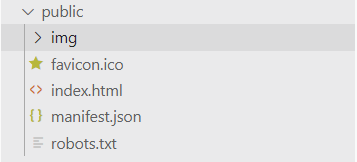 public
img
favicon.ico
index.html
manifest.json
robots.txt